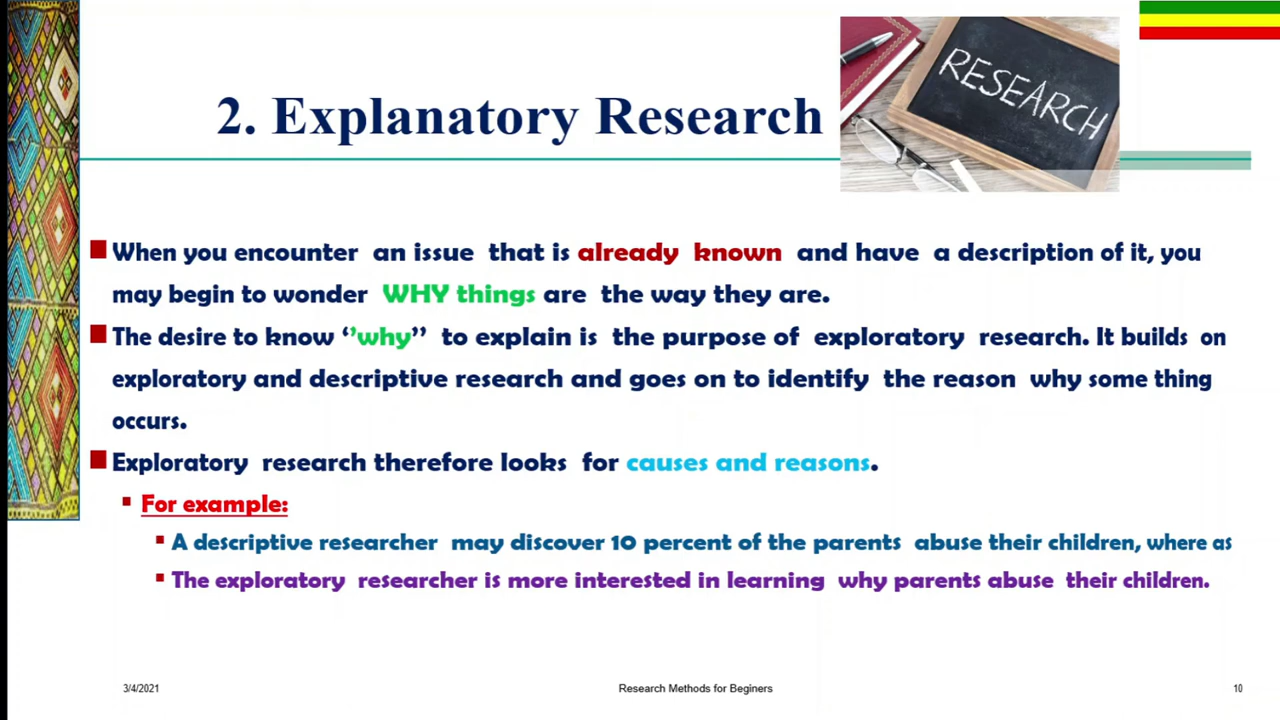 RESEARCH
2. Explanatory Research
When you encounter an issue that is already known and have a description of it, you
may begin to wonder WHY things are the way they are.
The desire to know ‘’why” to explain is the purpose of exploratory research. It builds on
exploratory and descriptive research and goes on to identify the reason why some thing
occurs.
Exploratory research therefore looks for causes and reasons.
For example:
A descriptive researcher may discover 10 percent of the parents abuse their children, where as
The exploratory researcher is more interested in learning why parents abuse their children.
3/4/2021
Research Methods for Beginers
10